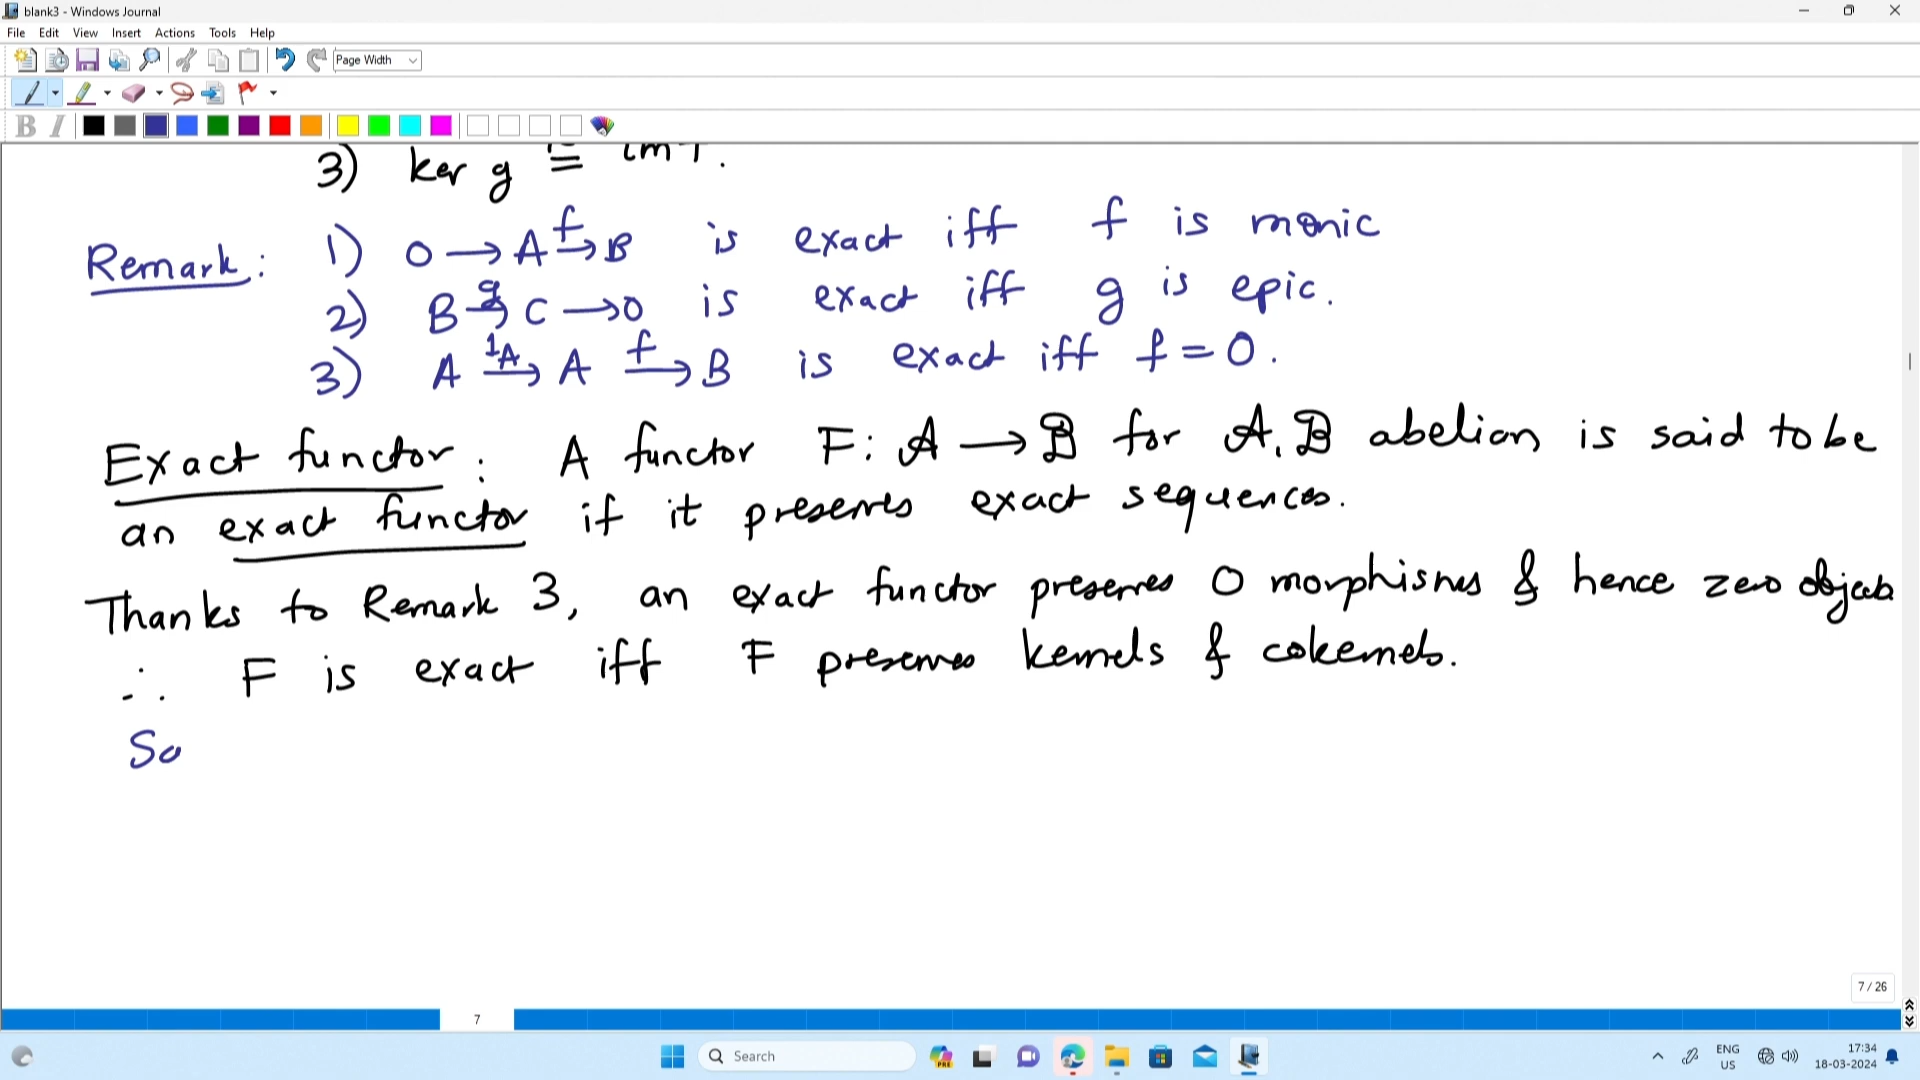 blank3 - Windows Journal
File Edit View Insert Actions Tools Help
Page Width
B I
3) ker g ≅ im f.
Remark: 1) 0 → A f→ B is exact iff f is monic
2) B g→ C → 0 is exact iff g is epic.
3) A 1A→ A f→ B is exact iff f = 0.
Exact functor: A functor F: A → B for A, B abelian is said to be
an exact functor if it preserves exact sequences.
Thanks to Remark 3, an exact functor preserves 0 morphisms & hence zero objects
∴ F is exact iff F preserves kernels & cokernels.
So
7 / 26
7
Search
PRE
ENG
US
17:34
18-03-2024